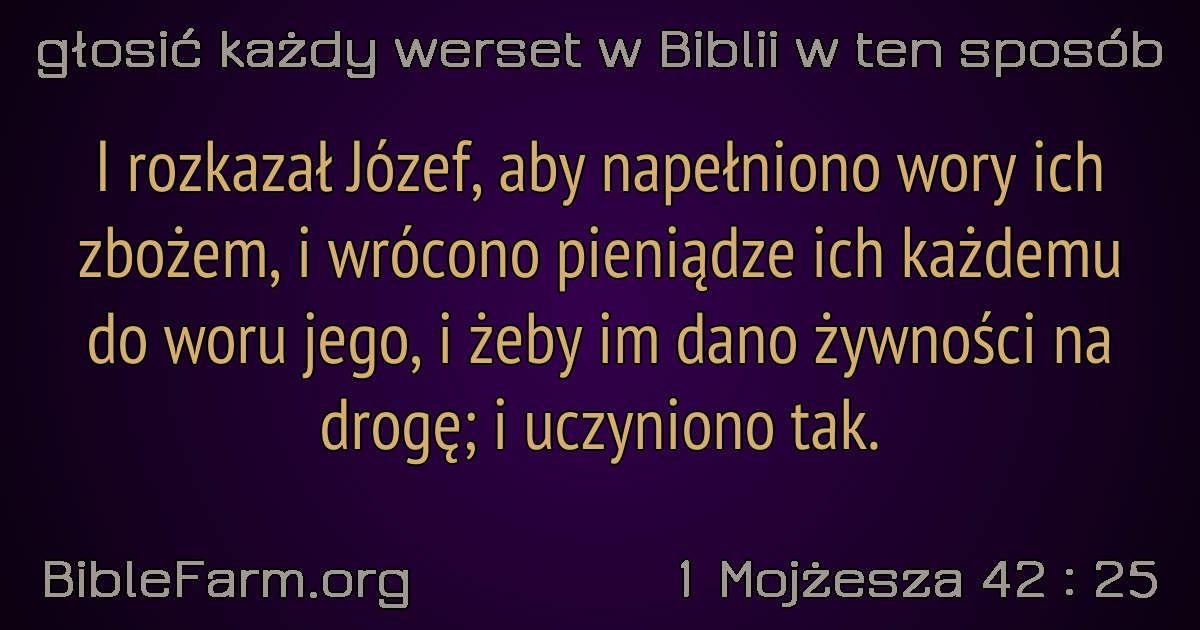 głosić każdy werset w Biblii w ten sposób
I rozkazał Józef, aby napełniono wory ich
zbożem, i wrócono pieniądze ich każdemu
do woru jego, i żeby im dano żywności na
drogę; i uczyniono tak.
BibleFarm.org
1 Mojżesza 42 : 25